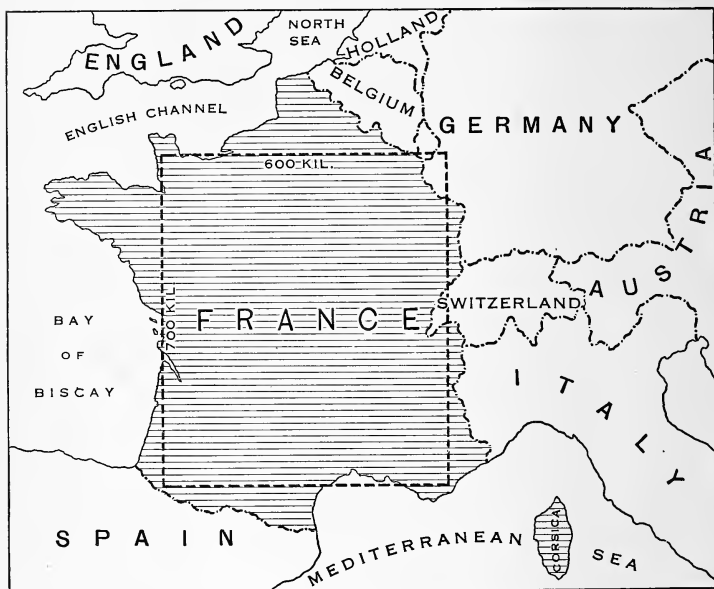 ENGLAND
NORTH
SEA
HOLLAND
BELGIUM
ENGLISH CHANNEL
GERMANY
600 KIL.
AUSTRIA
700 KIL
FRANCE
SWITZERLAND
AUSTRIA
BAY
OF
BISCAY
ITALY
SPAIN
MEDITERRANEAN SEA
CORSICA